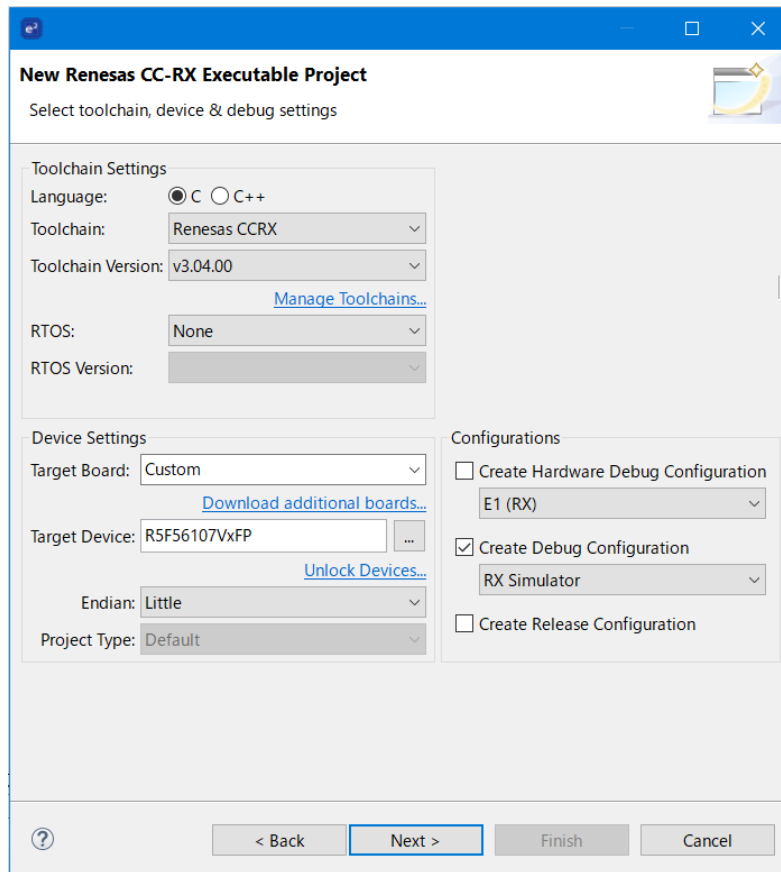 e²
New Renesas CC-RX Executable Project
Select toolchain, device & debug settings
Toolchain Settings
Language: C C++
Toolchain: Renesas CCRX
Toolchain Version: v3.04.00
Manage Toolchains...
RTOS: None
RTOS Version:
Device Settings
Target Board: Custom
Download additional boards...
Target Device: R5F56107VxFP ...
Unlock Devices...
Endian: Little
Project Type: Default
Configurations
Create Hardware Debug Configuration
E1 (RX)
Create Debug Configuration
RX Simulator
Create Release Configuration
? < Back Next > Finish Cancel